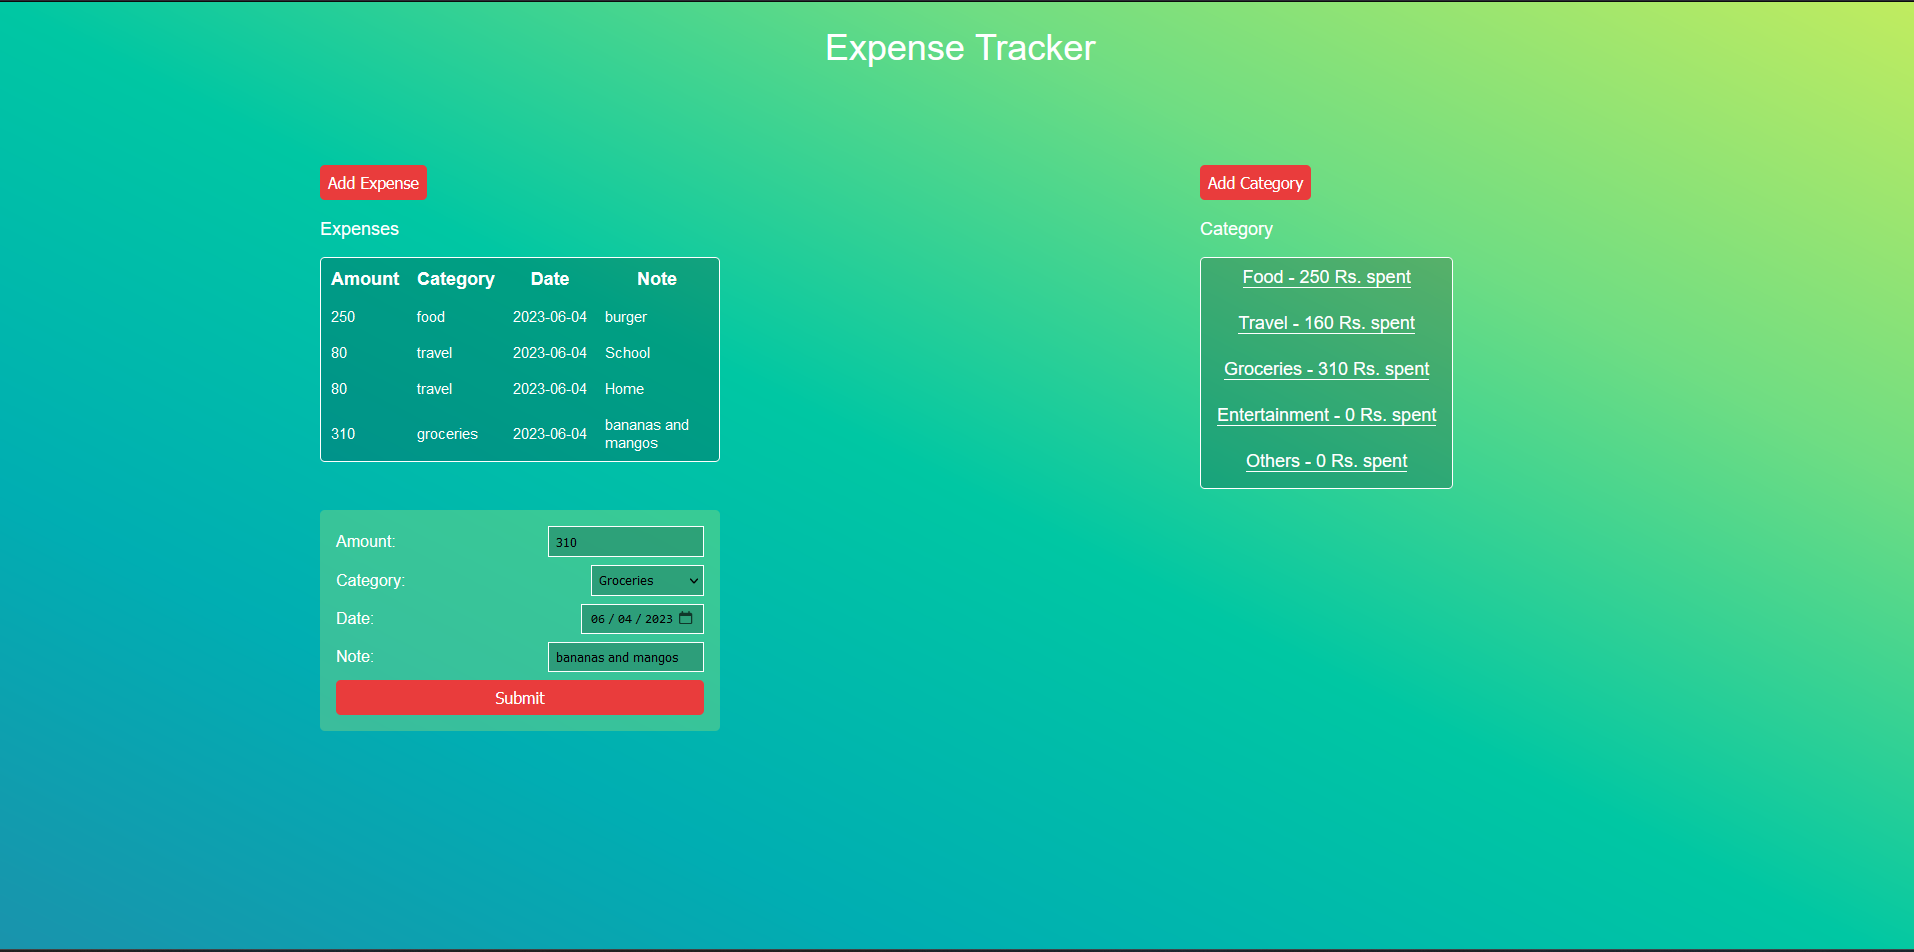 Expense Tracker
Add Expense
Expenses
Amount Category Date Note
250 food 2023-06-04 burger
80 travel 2023-06-04 School
80 travel 2023-06-04 Home
310 groceries 2023-06-04 bananas and
mangos
Amount: 310
Category: Groceries
Date: 06 / 04 / 2023
Note: bananas and mangos
Submit
Add Category
Category
Food - 250 Rs. spent
Travel - 160 Rs. spent
Groceries - 310 Rs. spent
Entertainment - 0 Rs. spent
Others - 0 Rs. spent